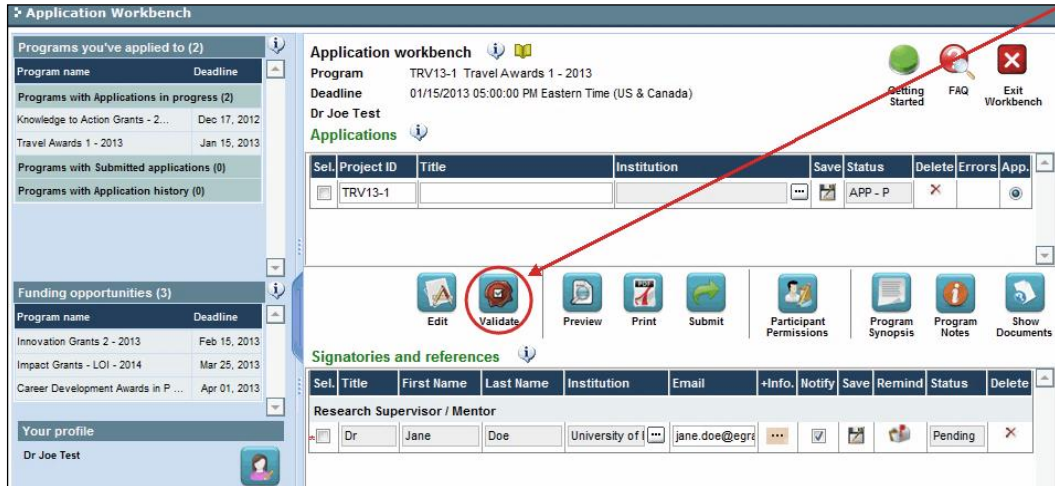 Application Workbench
Programs you've applied to (2)
Program name Deadline
Programs with Applications in progress (2)
Knowledge to Action Grants - 2... Dec 17, 2012
Travel Awards 1 - 2013 Jan 15, 2013
Programs with Submitted applications (0)
Programs with Application history (0)
Funding opportunities (3)
Program name Deadline
Innovation Grants 2 - 2013 Feb 15, 2013
Impact Grants - LOI - 2014 Mar 25, 2013
Career Development Awards in P ... Apr 01, 2013
Your profile
Dr Joe Test
Application workbench
Program TRV13-1 Travel Awards 1 - 2013
Deadline 01/15/2013 05:00:00 PM Eastern Time (US & Canada)
Dr Joe Test
Getting Started
FAQ
Exit Workbench
Applications
Sel. Project ID Title Institution Save Status Delete Errors App.
TRV13-1 ... APP - P
Edit Validate Preview Print Submit Participant Permissions Program Synopsis Program Notes Show Documents
Signatories and references
Sel. Title First Name Last Name Institution Email +Info. Notify Save Remind Status Delete
Research Supervisor / Mentor
Dr Jane Doe University of ... jane.doe@egra ... Pending